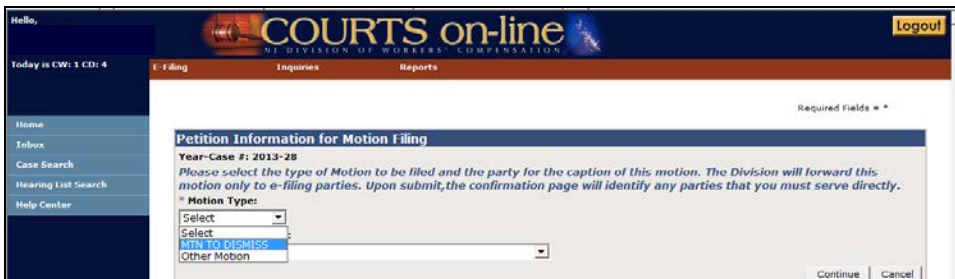 Hello,
COURTS on-line
NJ DIVISION OF WORKERS' COMPENSATION
Logout
Today is CW: 1 CD: 4
E-Filing Inquiries Reports
Required Fields = *
Home
Inbox
Case Search
Hearing List Search
Help Center
Petition Information for Motion Filing
Year-Case #: 2013-28
Please select the type of Motion to be filed and the party for the caption of this motion. The Division will forward this
motion only to e-filing parties. Upon submit,the confirmation page will identify any parties that you must serve directly.
* Motion Type:
Select
Select
MTN TO DISMISS
Other Motion
:
Continue Cancel